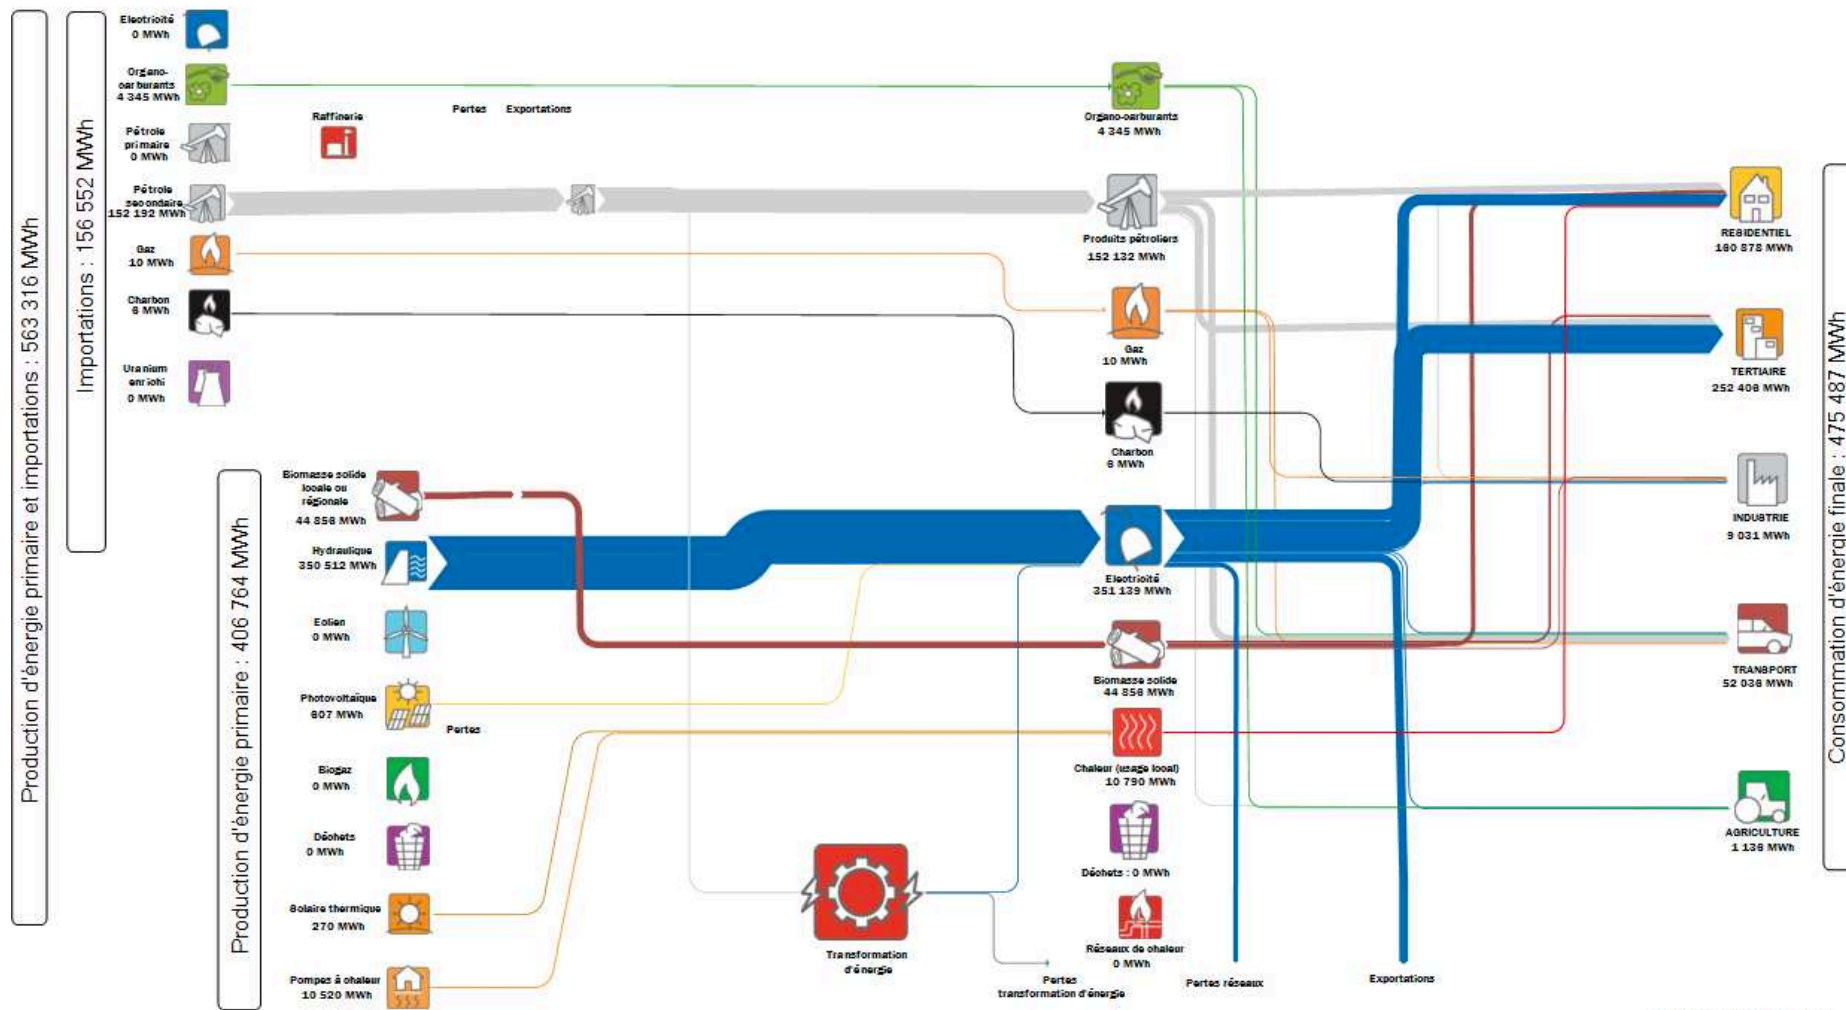 Production d'énergie primaire et importations : 563 316 MWh
Importations : 156 552 MWh
Electricité
0 MWh
Organo-
carburants
4 345 MWh
Pétrole
primaire
0 MWh
Pétrole
secondaire
152 192 MWh
Gaz
10 MWh
Charbon
6 MWh
Uranium
enrichi
0 MWh
Raffinerie
Pertes
Exportations
Production d'énergie primaire : 406 764 MWh
Biomasse solide
locale ou
régionale
44 856 MWh
Hydraulique
350 512 MWh
Eolien
0 MWh
Photovoltaïque
607 MWh
Pertes
Biogaz
0 MWh
Déchets
0 MWh
Solaire thermique
270 MWh
Pompes à chaleur
10 520 MWh
Transformation
d'énergie
Organo-carburants
4 345 MWh
Produits pétroliers
152 132 MWh
Gaz
10 MWh
Charbon
6 MWh
Electricité
351 139 MWh
Biomasse solide
44 856 MWh
Chaleur (usage local)
10 790 MWh
Déchets : 0 MWh
Réseaux de chaleur
0 MWh
Pertes
transformation d'énergie
Pertes réseaux
Exportations
RESIDENTIEL
160 878 MWh
TERTIAIRE
252 406 MWh
INDUSTRIE
9 031 MWh
TRANSPORT
52 036 MWh
AGRICULTURE
1 136 MWh
Consommation d'énergie finale : 475 487 MWh